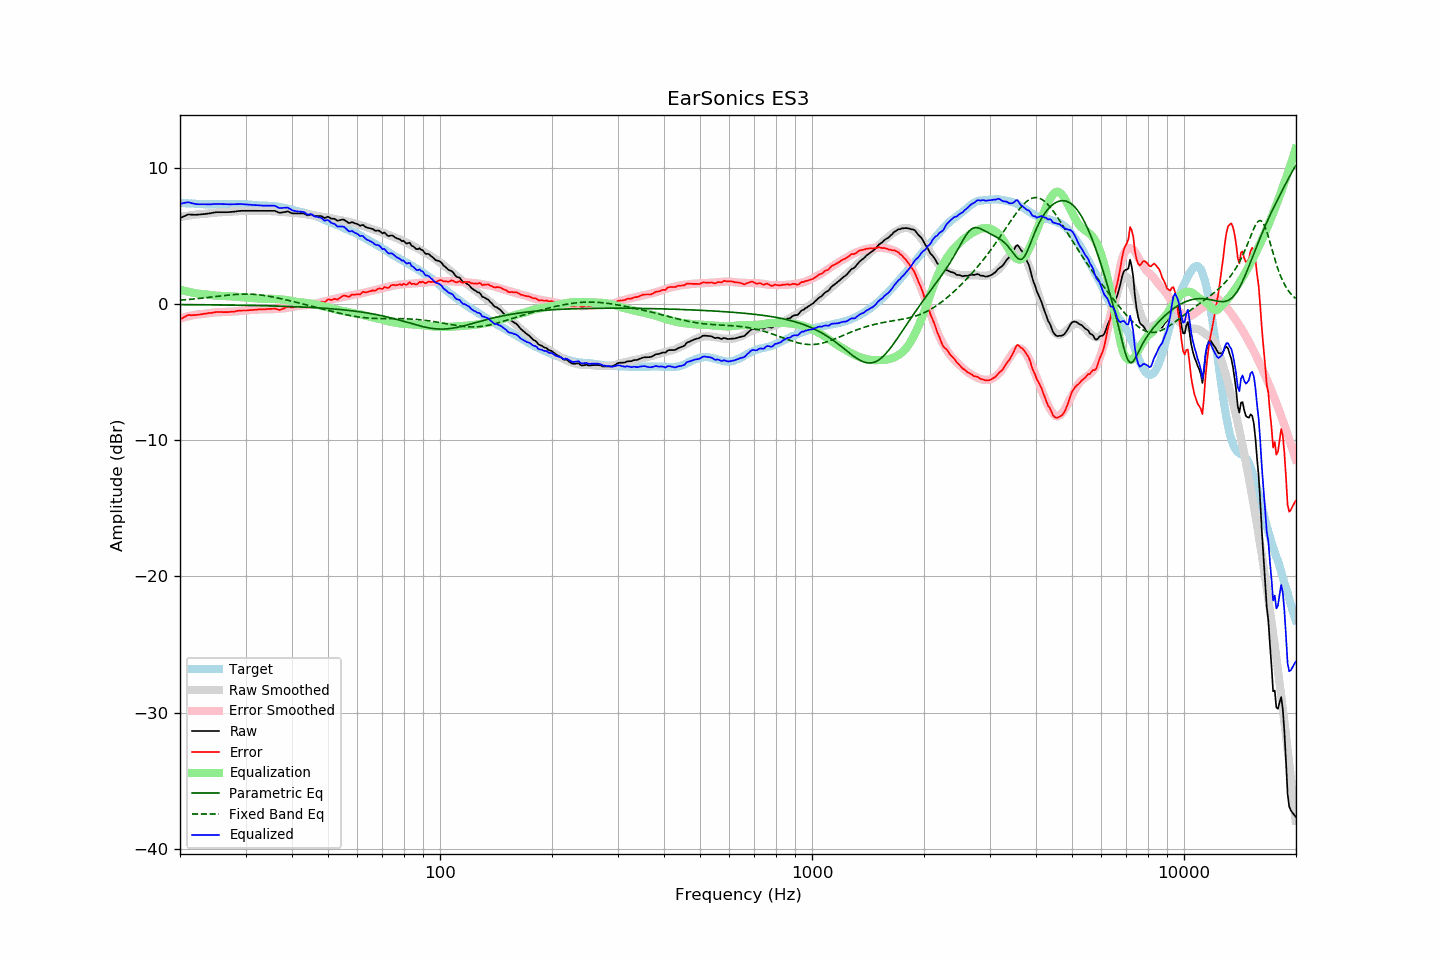 EarSonics ES3
Amplitude (dBr)
10
0
−10
−20
−30
−40
Target
Raw Smoothed
Error Smoothed
Raw
Error
Equalization
Parametric Eq
Fixed Band Eq
Equalized
100 1000 10000
Frequency (Hz)